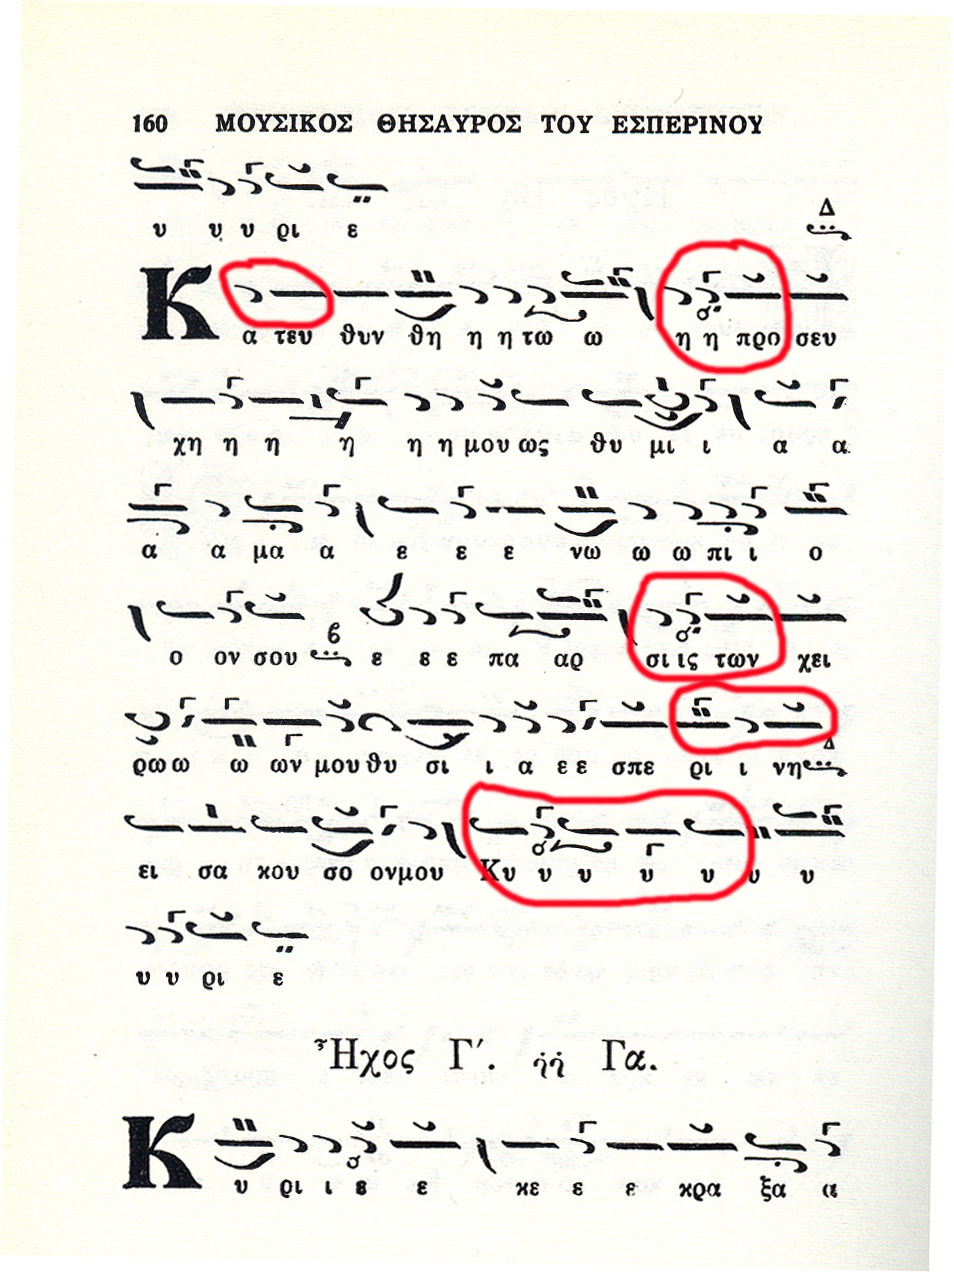 160 ΜΟΥΣΙΚΟΣ ΘΗΣΑΥΡΟΣ ΤΟΥ ΕΣΠΕΡΙΝΟΥ
υ υ υ ρι ε
Δ
Κ α τευ θυν θη η η τω ω η η προ σευ
χη η η η η η μου ως θυ μι ι α α
α α μα α ε ε ε νω ω ω πι ι ο
ο ον σου β ε ε ε πα αρ σι ις των χει
ρω ω ω ων μου θυ σι ι α ε ε σπε ρι ι νη Δ
ει σα κου σο ον μου Κυ υ υ υ υ υ υ
υ υ ρι ε
Ἦχος Γ΄. Γα.
Κ υ ρι ι ε ε κε ε ε κρα ξα α